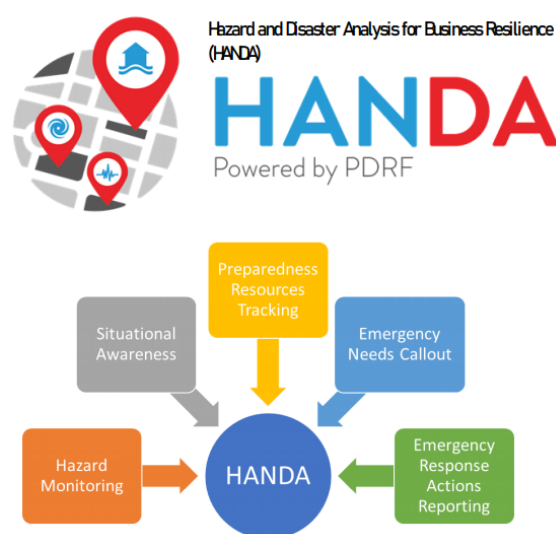 Hazard and Disaster Analysis for Business Resilience
(HANDA)
HANDA
Powered by PDRF
Preparedness
Resources
Tracking
Situational
Awareness
Emergency
Needs Callout
Hazard
Monitoring
HANDA
Emergency
Response
Actions
Reporting